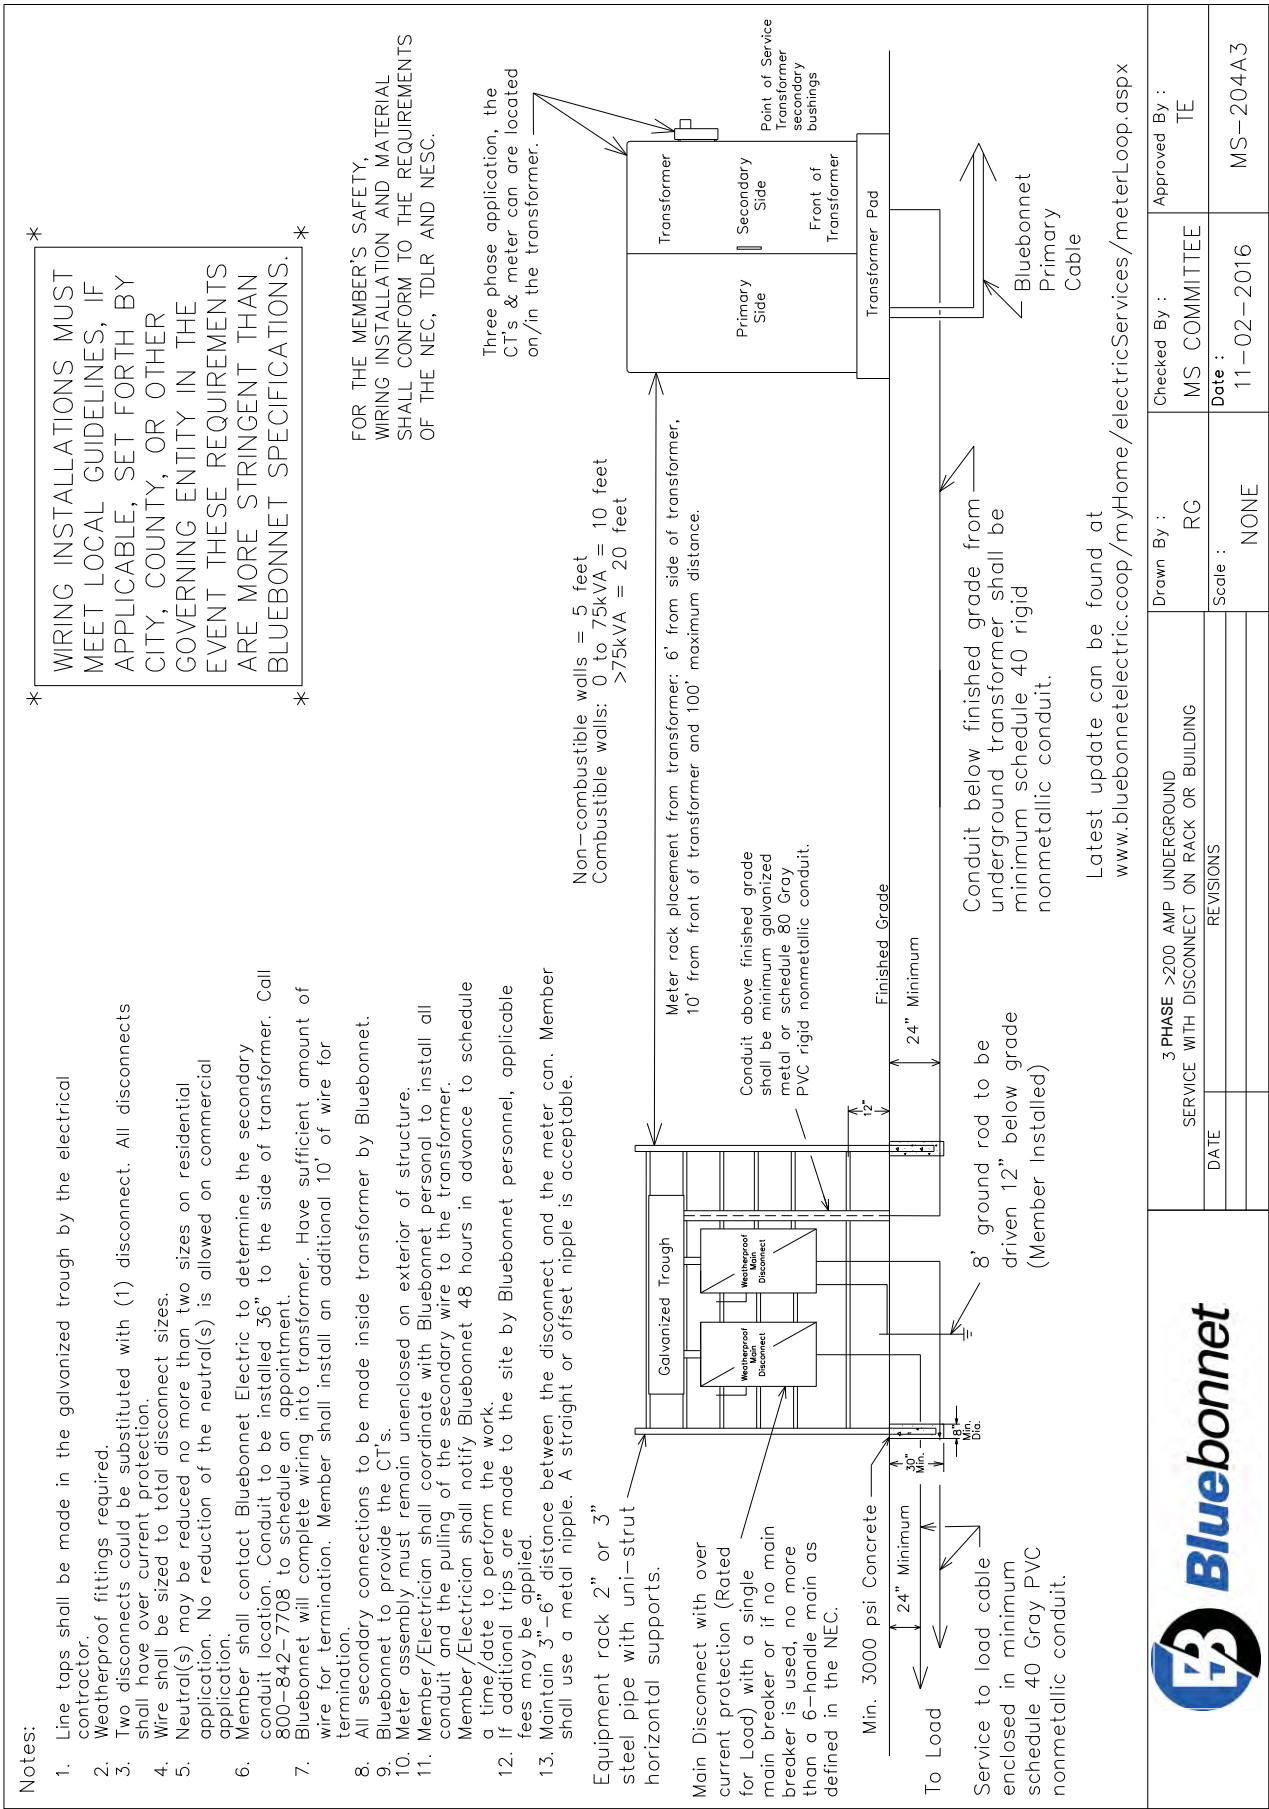 Notes:
1. Line taps shall be made in the galvanized trough by the electrical
contractor.
2. Weatherproof fittings required.
3. Two disconnects could be substituted with (1) disconnect. All disconnects
shall have over current protection.
4. Wire shall be sized to total disconnect sizes.
5. Neutral(s) may be reduced no more than two sizes on residential
application. No reduction of the neutral(s) is allowed on commercial
application.
6. Member shall contact Bluebonnet Electric to determine the secondary
conduit location. Conduit to be installed 36" to the side of transformer. Call
800-842-7708 to schedule an appointment.
7. Bluebonnet will complete wiring into transformer. Have sufficient amount of
wire for termination. Member shall install an additional 10' of wire for
termination.
8. All secondary connections to be made inside transformer by Bluebonnet.
9. Bluebonnet to provide the CT's.
10. Meter assembly must remain unenclosed on exterior of structure.
11. Member/Electrician shall coordinate with Bluebonnet personal to install all
conduit and the pulling of the secondary wire to the transformer.
Member/Electrician shall notify Bluebonnet 48 hours in advance to schedule
a time/date to perform the work.
12. If additional trips are made to the site by Bluebonnet personnel, applicable
fees may be applied.
13. Maintain 3"-6" distance between the disconnect and the meter can. Member
shall use a metal nipple. A straight or offset nipple is acceptable.
* *
WIRING INSTALLATIONS MUST
MEET LOCAL GUIDELINES, IF
APPLICABLE, SET FORTH BY
CITY, COUNTY, OR OTHER
GOVERNING ENTITY IN THE
EVENT THESE REQUIREMENTS
ARE MORE STRINGENT THAN
BLUEBONNET SPECIFICATIONS.
* *
FOR THE MEMBER'S SAFETY,
WIRING INSTALLATION AND MATERIAL
SHALL CONFORM TO THE REQUIREMENTS
OF THE NEC, TDLR AND NESC.
Three phase application, the
CT's & meter can are located
on/in the transformer.
Non-combustible walls = 5 feet
Combustible walls: 0 to 75kVA = 10 feet
>75kVA = 20 feet
Meter rack placement from transformer: 6' from side of transformer,
10' from front of transformer and 100' maximum distance.
Equipment rack 2" or 3"
steel pipe with uni-strut
horizontal supports.
Main Disconnect with over
current protection (Rated
for Load) with a single
main breaker or if no main
breaker is used, no more
than a 6-handle main as
defined in the NEC.
Min. 3000 psi Concrete
24" Minimum
To Load
Service to load cable
enclosed in minimum
schedule 40 Gray PVC
nonmetallic conduit.
30"
Min.
8"
Min.
Dia.
Galvanized Trough
Weatherproof
Main
Disconnect
Weatherproof
Main
Disconnect
12"
Conduit above finished grade
shall be minimum galvanized
metal or schedule 80 Gray
PVC rigid nonmetallic conduit.
Finished Grade
24" Minimum
8' ground rod to be
driven 12" below grade
(Member Installed)
Conduit below finished grade from
underground transformer shall be
minimum schedule 40 rigid
nonmetallic conduit.
Primary
Side
Transformer
Secondary
Side
Front of
Transformer
Transformer Pad
Point of Service
Transformer
secondary
bushings
Bluebonnet
Primary
Cable
Latest update can be found at
www.bluebonnetelectric.coop/myHome/electricServices/meterLoop.aspx
B Bluebonnet
3 PHASE >200 AMP UNDERGROUND
SERVICE WITH DISCONNECT ON RACK OR BUILDING
DATE REVISIONS
Drawn By :
RG
Checked By :
MS COMMITTEE
Approved By :
TE
Scale :
NONE
Date :
11-02-2016
MS-204A3